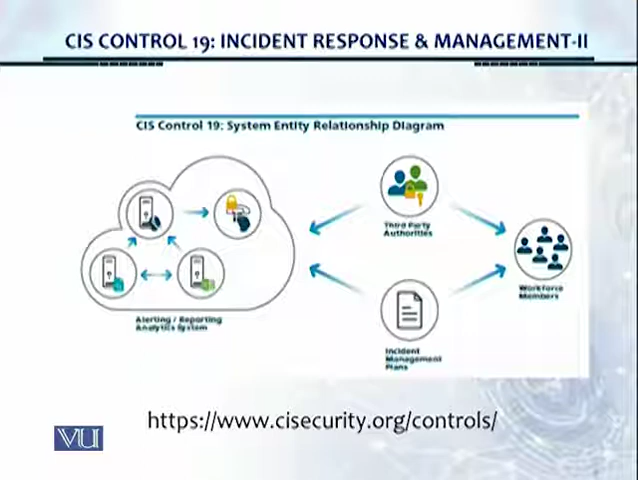 CIS CONTROL 19: INCIDENT RESPONSE & MANAGEMENT-II
CIS Control 19: System Entity Relationship Diagram
Third Party
Authorities
Workforce
Members
Alerting / Reporting
Analytics System
Incident
Management
Plans
https://www.cisecurity.org/controls/
VU